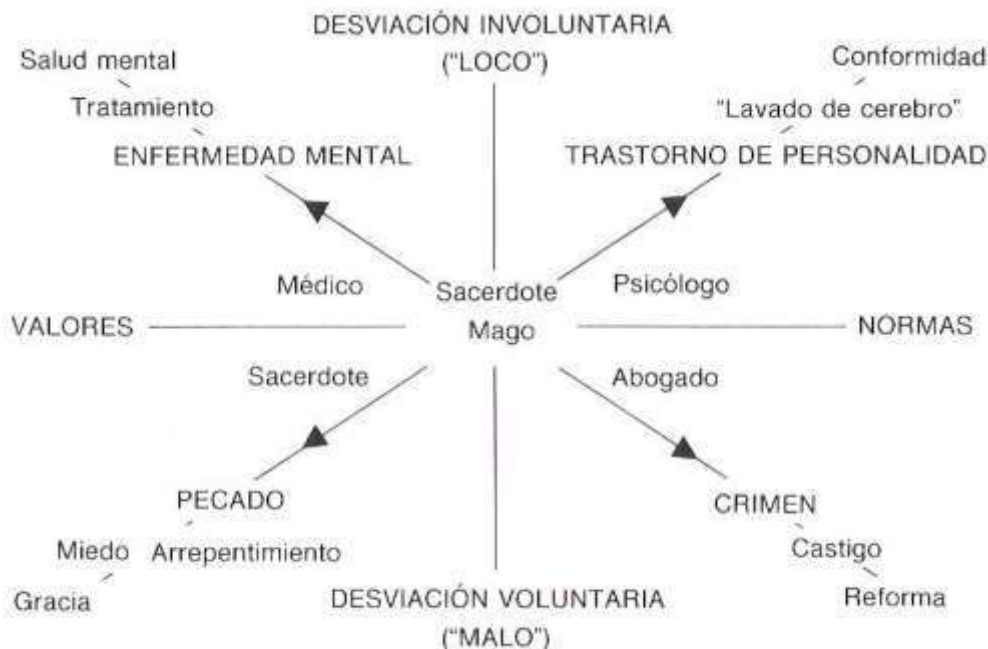 DESVIACIÓN INVOLUNTARIA
("LOCO")
Salud mental
Conformidad
Tratamiento
"Lavado de cerebro"
ENFERMEDAD MENTAL
TRASTORNO DE PERSONALIDAD
Médico
Sacerdote
Psicólogo
VALORES
Mago
NORMAS
Sacerdote
Abogado
PECADO
CRIMEN
Miedo
Arrepentimiento
Castigo
Gracia
DESVIACIÓN VOLUNTARIA
Reforma
("MALO")